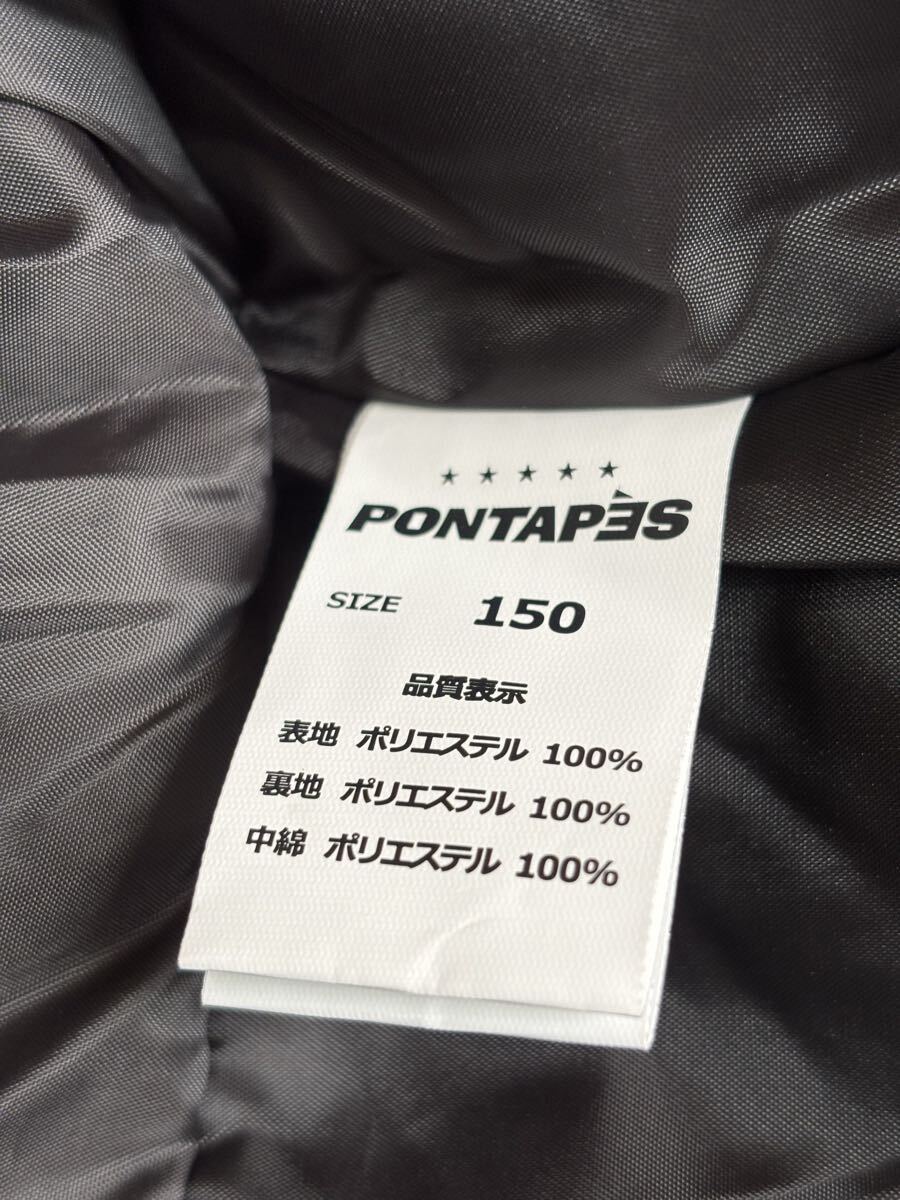 ★ ★ ★ ★ ★
PONTAPÈS
SIZE 150
品質表示
表地 ポリエステル 100%
裏地 ポリエステル 100%
中綿 ポリエステル 100%